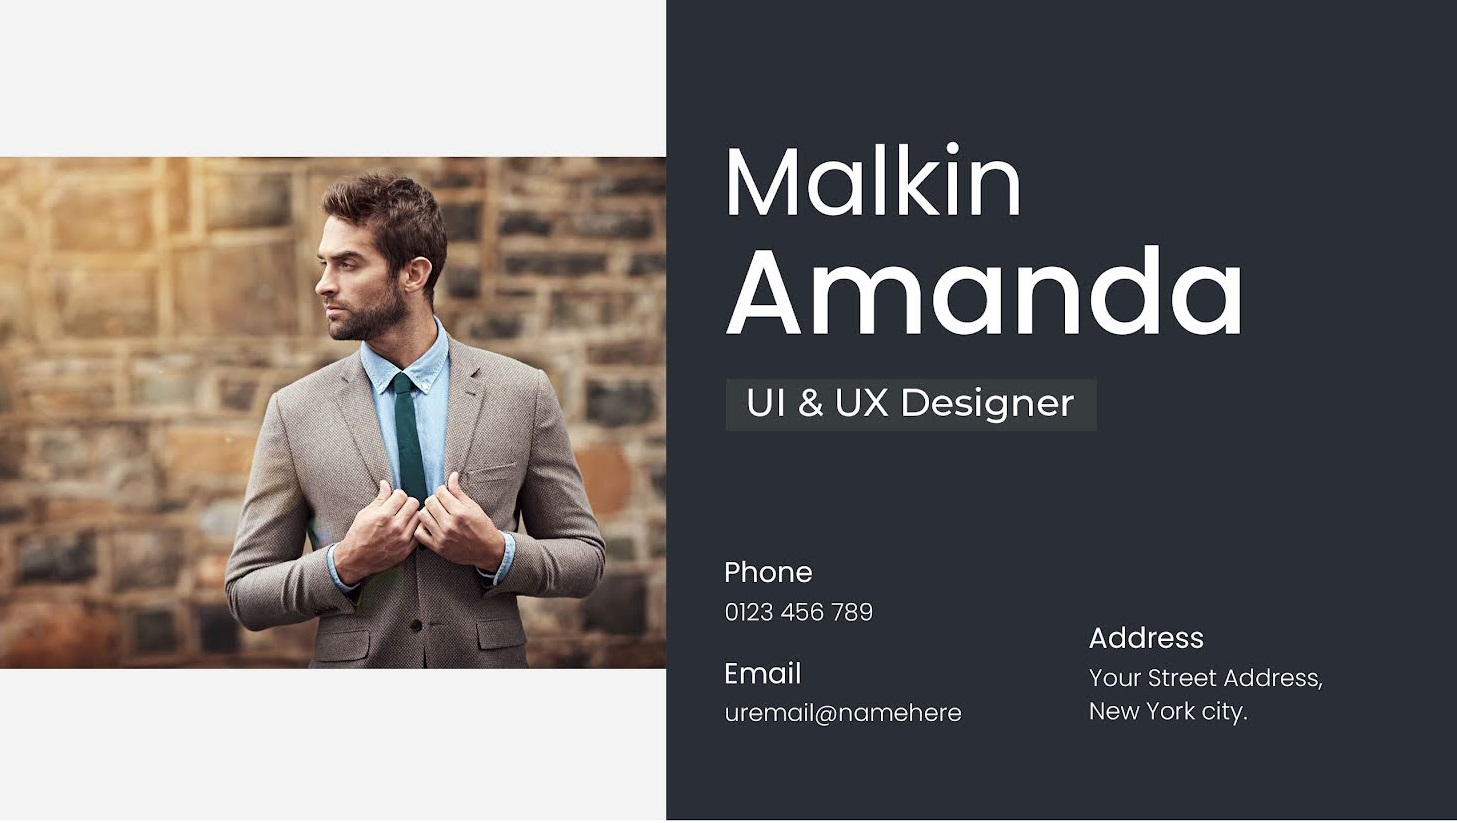 Malkin
Amanda
UI & UX Designer
Phone
0123 456 789
Email
uremail@namehere
Address
Your Street Address,
New York city.